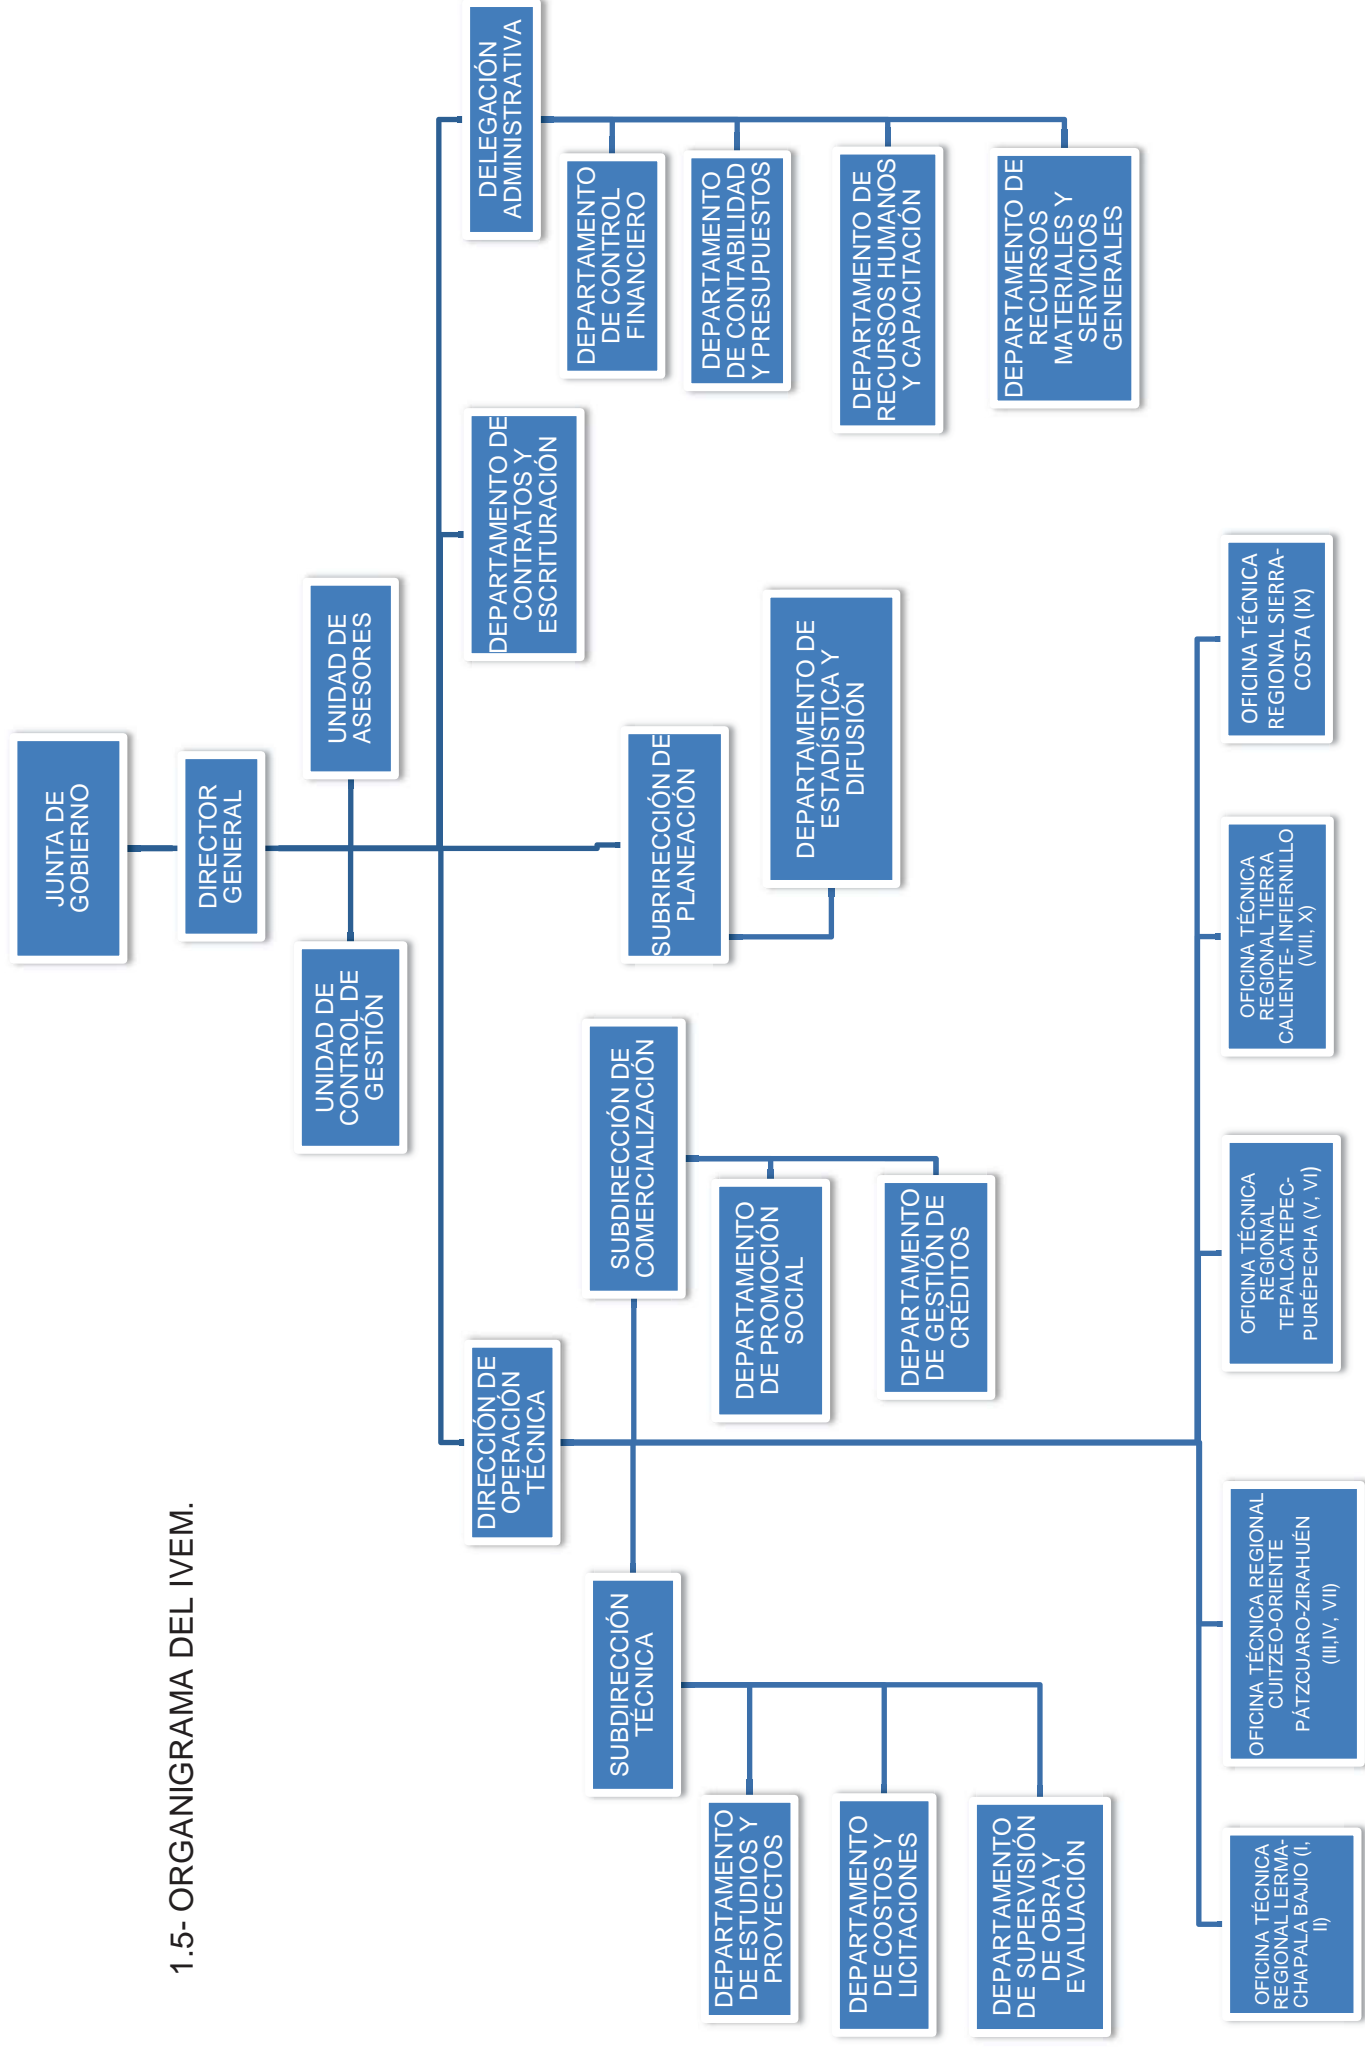 1.5- ORGANIGRAMA DEL IVEM.
JUNTA DE
GOBIERNO
DIRECTOR
GENERAL
UNIDAD DE
CONTROL DE
GESTIÓN
UNIDAD DE
ASESORES
DIRECCIÓN DE
OPERACIÓN
TÉCNICA
DEPARTAMENTO DE
CONTRATOS Y
ESCRITURACIÓN
DELEGACIÓN
ADMINISTRATIVA
SUBDIRECCIÓN
TÉCNICA
SUBDIRECCIÓN DE
COMERCIALIZACIÓN
SUBRIRECCIÓN DE
PLANEACIÓN
DEPARTAMENTO
DE CONTROL
FINANCIERO
DEPARTAMENTO
DE ESTUDIOS Y
PROYECTOS
DEPARTAMENTO
DE PROMOCIÓN
SOCIAL
DEPARTAMENTO DE
ESTADÍSTICA Y
DIFUSIÓN
DEPARTAMENTO
DE CONTABILIDAD
Y PRESUPUESTOS
DEPARTAMENTO
DE COSTOS Y
LICITACIONES
DEPARTAMENTO
DE GESTIÓN DE
CRÉDITOS
DEPARTAMENTO DE
RECURSOS HUMANOS
Y CAPACITACIÓN
DEPARTAMENTO
DE SUPERVISIÓN
DE OBRA Y
EVALUACIÓN
DEPARTAMENTO DE
RECURSOS
MATERIALES Y
SERVICIOS
GENERALES
OFICINA TÉCNICA
REGIONAL LERMA-
CHAPALA BAJIO (I,
II)
OFICINA TÉCNICA REGIONAL
CUITZEO-ORIENTE
PÁTZCUARO-ZIRAHUÉN
(III,IV, VII)
OFICINA TÉCNICA
REGIONAL
TEPALCATEPEC-
PURÉPECHA (V, VI)
OFICINA TÉCNICA
REGIONAL TIERRA
CALIENTE- INFIERNILLO
(VIII, X)
OFICINA TÉCNICA
REGIONAL SIERRA-
COSTA (IX)